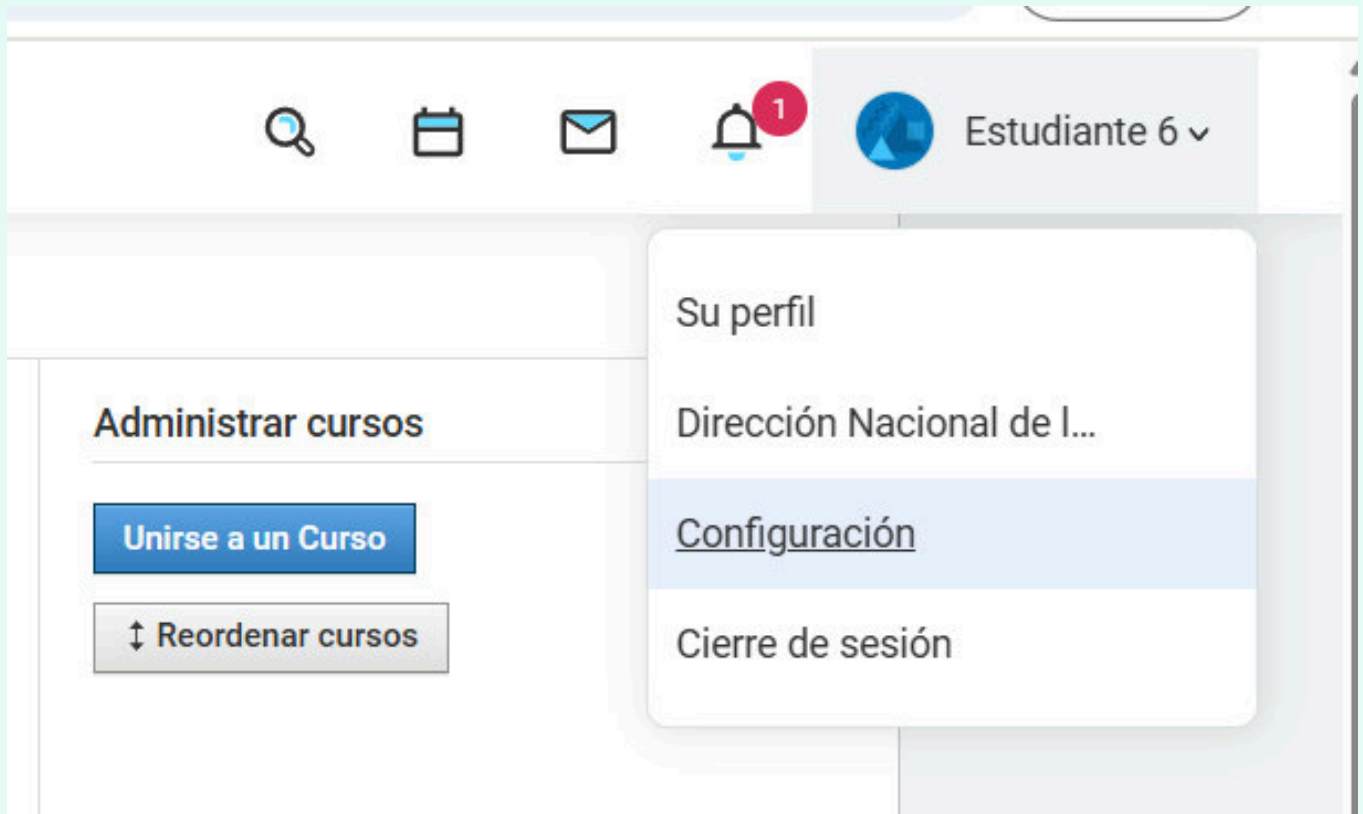 1
Estudiante 6
Su perfil
Dirección Nacional de l...
Configuración
Cierre de sesión
Administrar cursos
Unirse a un Curso
Reordenar cursos